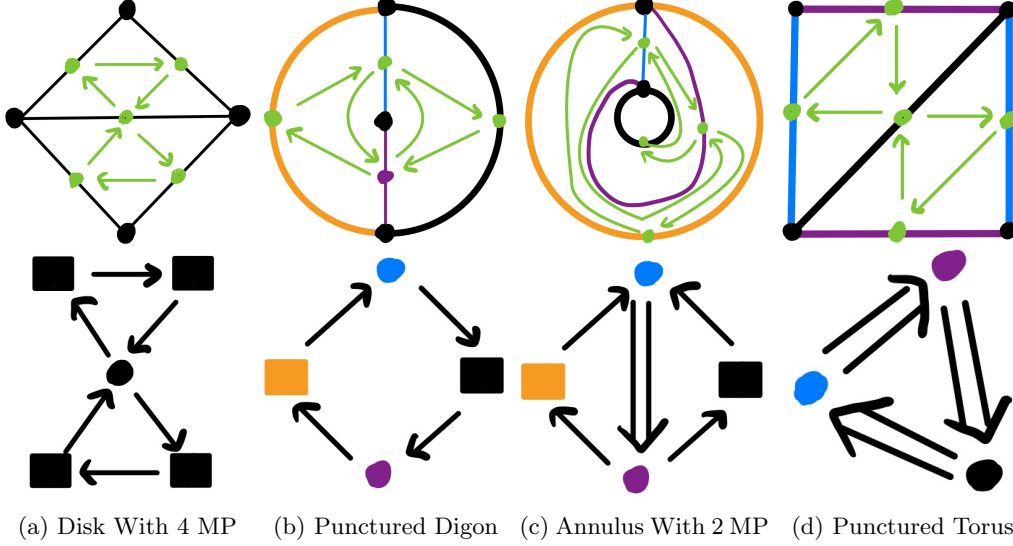 (a) Disk With 4 MP
(b) Punctured Digon
(c) Annulus With 2 MP
(d) Punctured Torus